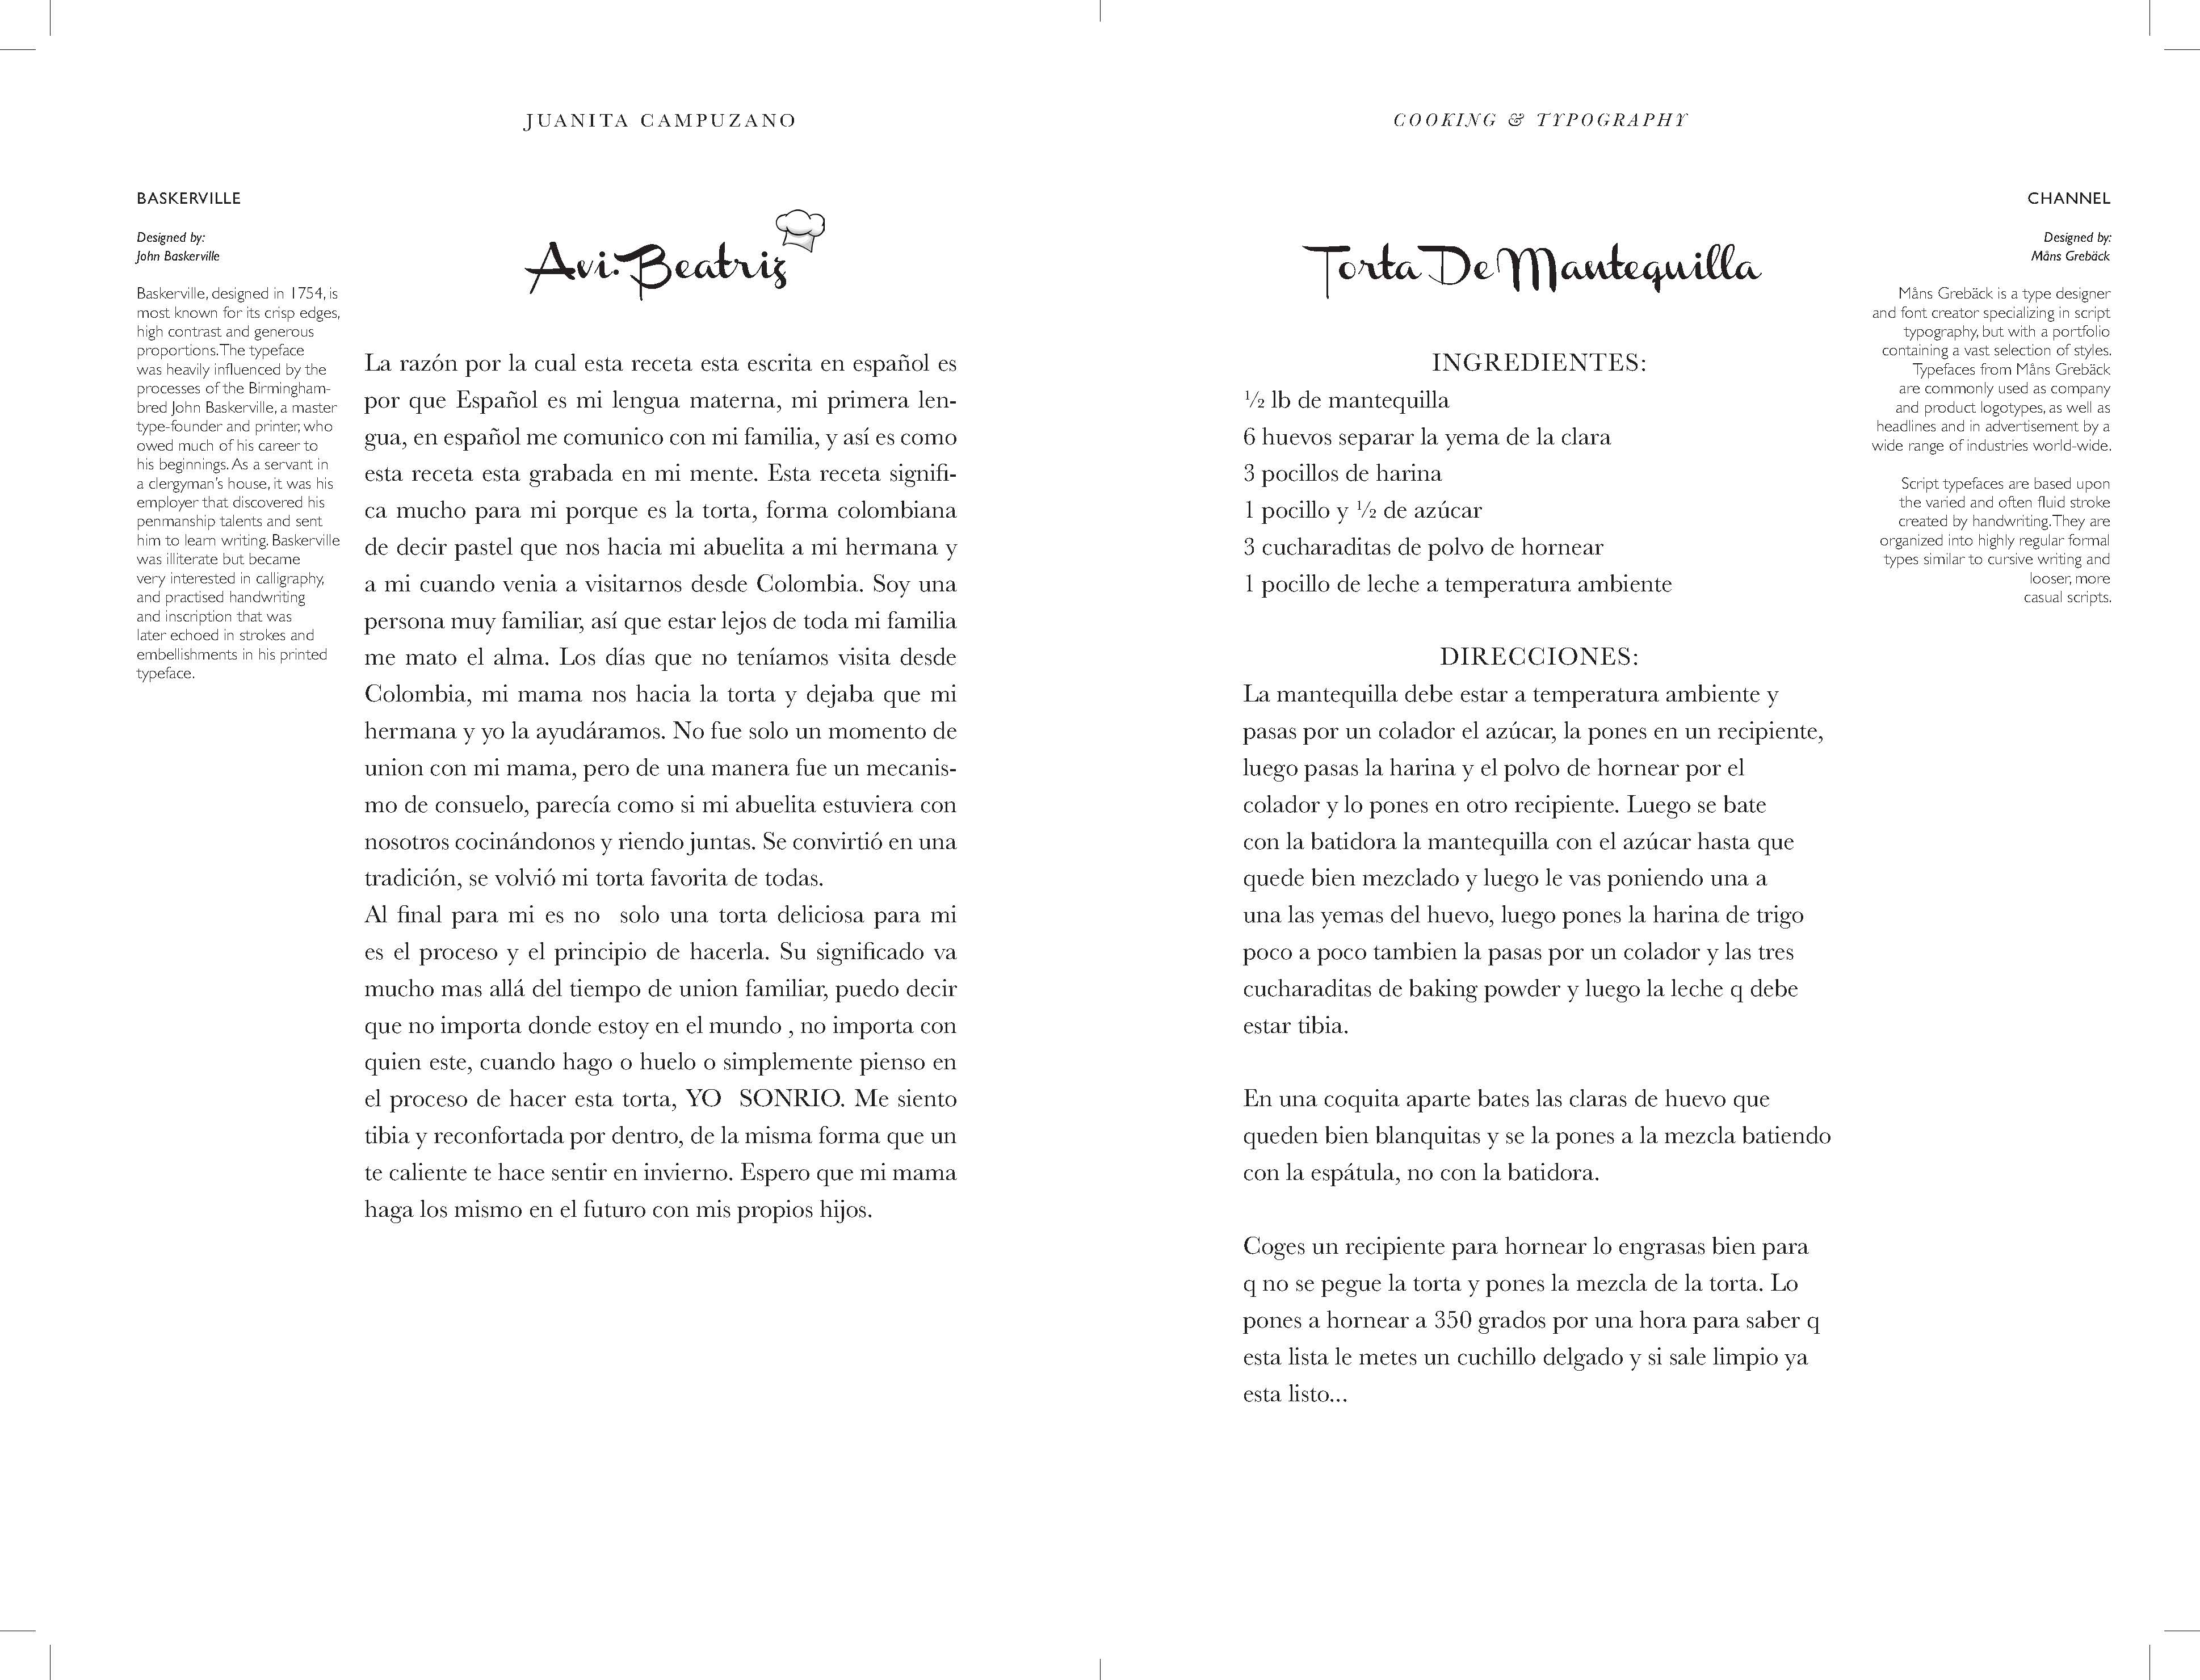 JUANITA CAMPUZANO
BASKERVILLE
Designed by:
John Baskerville
Baskerville, designed in 1754, is
most known for its crisp edges,
high contrast and generous
proportions. The typeface
was heavily influenced by the
processes of the Birmingham-
bred John Baskerville, a master
type-founder and printer, who
owed much of his career to
his beginnings. As a servant in
a clergyman's house, it was his
employer that discovered his
penmanship talents and sent
him to learn writing. Baskerville
was illiterate but became
very interested in calligraphy,
and practised handwriting
and inscription that was
later echoed in strokes and
embellishments in his printed
typeface.
Avi: Beatriz
La razón por la cual esta receta esta escrita en español es
por que Español es mi lengua materna, mi primera len-
gua, en español me comunico con mi familia, y así es como
esta receta esta grabada en mi mente. Esta receta signifi-
ca mucho para mi porque es la torta, forma colombiana
de decir pastel que nos hacia mi abuelita a mi hermana y
a mi cuando venia a visitarnos desde Colombia. Soy una
persona muy familiar, así que estar lejos de toda mi familia
me mato el alma. Los días que no teníamos visita desde
Colombia, mi mama nos hacia la torta y dejaba que mi
hermana y yo la ayudáramos. No fue solo un momento de
union con mi mama, pero de una manera fue un mecanis-
mo de consuelo, parecía como si mi abuelita estuviera con
nosotros cocinándonos y riendo juntas. Se convirtió en una
tradición, se volvió mi torta favorita de todas.
Al final para mi es no solo una torta deliciosa para mi
es el proceso y el principio de hacerla. Su significado va
mucho mas allá del tiempo de union familiar, puedo decir
que no importa donde estoy en el mundo , no importa con
quien este, cuando hago o huelo o simplemente pienso en
el proceso de hacer esta torta, YO SONRIO. Me siento
tibia y reconfortada por dentro, de la misma forma que un
te caliente te hace sentir en invierno. Espero que mi mama
haga los mismo en el futuro con mis propios hijos.
COOKING & TYPOGRAPHY
Torta De Mantequilla
INGREDIENTES:
½ lb de mantequilla
6 huevos separar la yema de la clara
3 pocillos de harina
1 pocillo y ½ de azúcar
3 cucharaditas de polvo de hornear
1 pocillo de leche a temperatura ambiente
DIRECCIONES:
La mantequilla debe estar a temperatura ambiente y
pasas por un colador el azúcar, la pones en un recipiente,
luego pasas la harina y el polvo de hornear por el
colador y lo pones en otro recipiente. Luego se bate
con la batidora la mantequilla con el azúcar hasta que
quede bien mezclado y luego le vas poniendo una a
una las yemas del huevo, luego pones la harina de trigo
poco a poco tambien la pasas por un colador y las tres
cucharaditas de baking powder y luego la leche q debe
estar tibia.
En una coquita aparte bates las claras de huevo que
queden bien blanquitas y se la pones a la mezcla batiendo
con la espátula, no con la batidora.
Coges un recipiente para hornear lo engrasas bien para
q no se pegue la torta y pones la mezcla de la torta. Lo
pones a hornear a 350 grados por una hora para saber q
esta lista le metes un cuchillo delgado y si sale limpio ya
esta listo...
CHANNEL
Designed by:
Måns Grebäck
Måns Grebäck is a type designer
and font creator specializing in script
typography, but with a portfolio
containing a vast selection of styles.
Typefaces from Måns Grebäck
are commonly used as company
and product logotypes, as well as
headlines and in advertisement by a
wide range of industries world-wide.
Script typefaces are based upon
the varied and often fluid stroke
created by handwriting. They are
organized into highly regular formal
types similar to cursive writing and
looser, more
casual scripts.